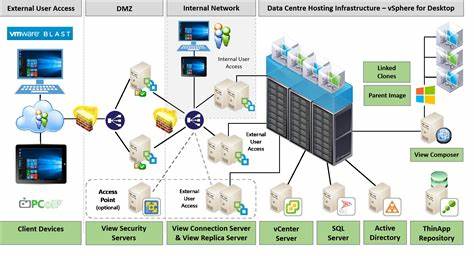 External User Access
DMZ
Internal Network
Data Centre Hosting Infrastructure – vSphere for Desktop
vmware BLAST
Internal User
Access
Linked
Clones
Parent Image
External
User
Access
View Composer
Access
Point
(optional)
External
User
Access
PCoIP
Client Devices
View Security
Servers
View Connection Server
& View Replica Server
vCenter
Server
SQL
Server
Active
Directory
ThinApp
Repository